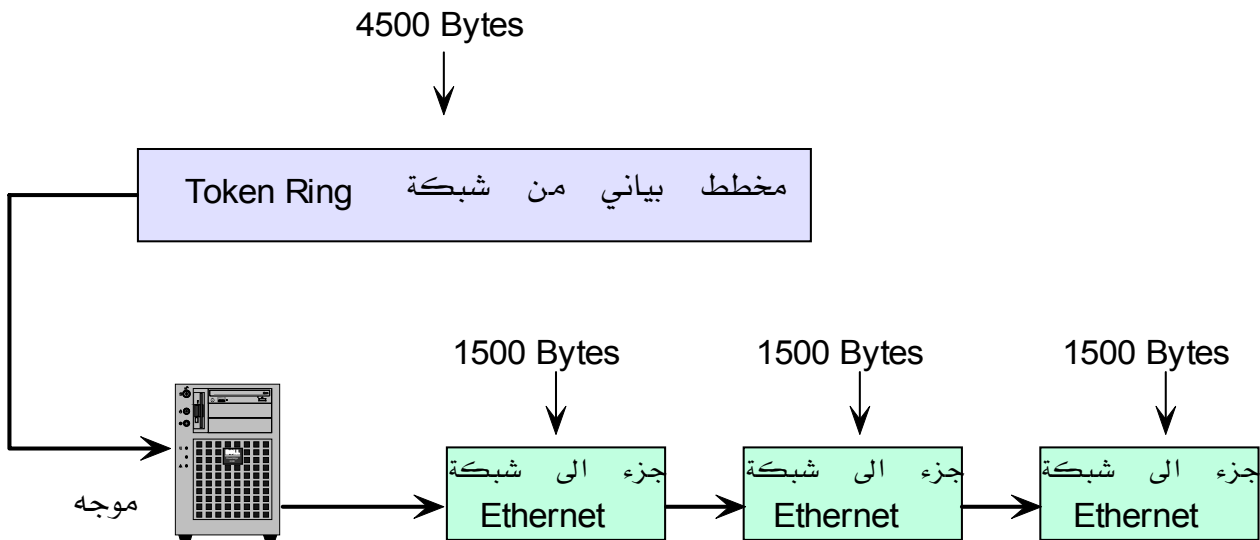 4500 Bytes
مخطط بياني من شبكة Token Ring
1500 Bytes
1500 Bytes
1500 Bytes
موجه
جزء الى شبكة
Ethernet
جزء الى شبكة
Ethernet
جزء الى شبكة
Ethernet